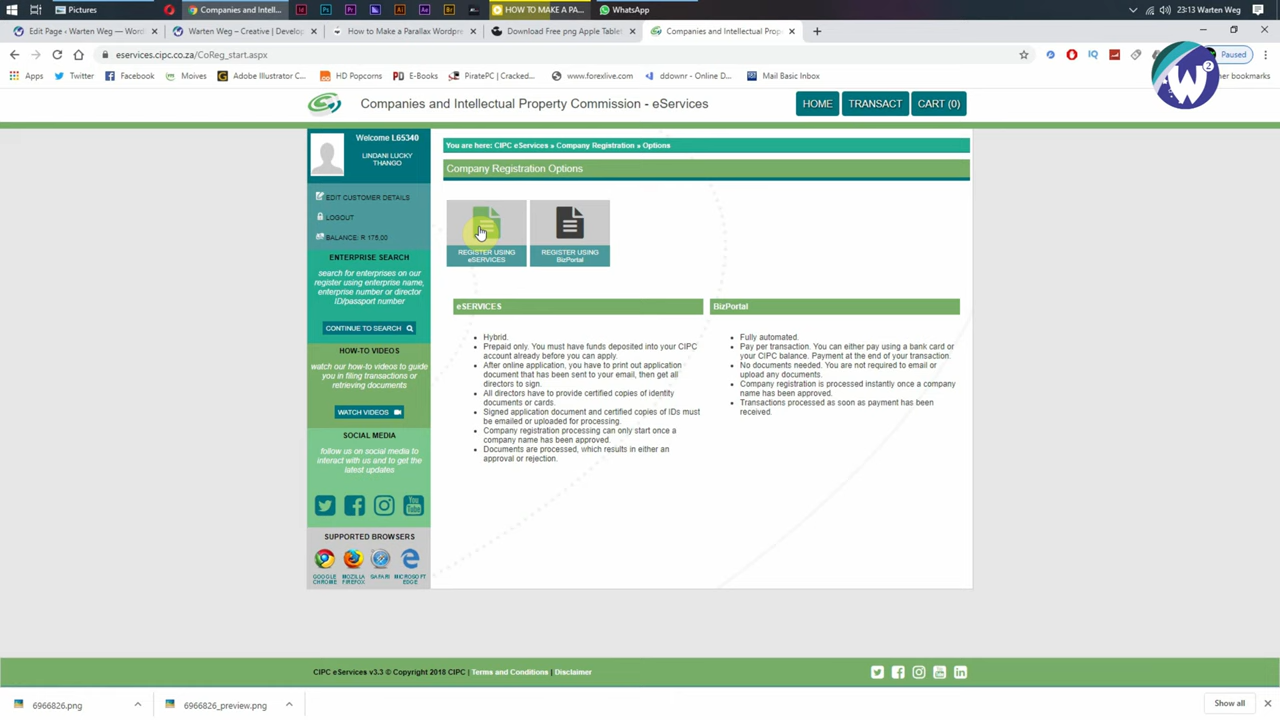 Pictures
Companies and Intell...
HOW TO MAKE A PA...
WhatsApp
23:13 Warten Weg
Edit Page ‹ Warten Weg — Word
Warten Weg – Creative | Develop
How to Make a Parallax Wordpre
Download Free png Apple Tablet
Companies and Intellectual Prop
eservices.cipc.co.za/CoReg_start.aspx
Paused
Apps
Twitter
Facebook
Moives
Adobe Illustrator C...
HD Popcorns
E-Books
PiratePC | Cracked...
www.forexlive.com
ddownr - Online D...
Mail Basic Inbox
her bookmarks
Companies and Intellectual Property Commission - eServices
HOME
TRANSACT
CART (0)
Welcome L65340
LINDANI LUCKY
THANGO
EDIT CUSTOMER DETAILS
LOGOUT
BALANCE: R 175,00
ENTERPRISE SEARCH
search for enterprises on our
register using enterprise name,
enterprise number or director
ID/passport number
CONTINUE TO SEARCH
HOW-TO VIDEOS
watch our how-to videos to guide
you in filing transactions or
retrieving documents
WATCH VIDEOS
SOCIAL MEDIA
follow us on social media to
interact with us and to get the
latest updates
You Tube
SUPPORTED BROWSERS
GOOGLE CHROME
MOZILLA FIREFOX
SAFARI
MICROSOFT EDGE
You are here: CIPC eServices » Company Registration » Options
Company Registration Options
REGISTER USING
eSERVICES
REGISTER USING
BizPortal
eSERVICES
Hybrid.
Prepaid only. You must have funds deposited into your CIPC
account already before you can apply.
After online application, you have to print out application
document that has been sent to your email, then get all
directors to sign.
All directors have to provide certified copies of identity
documents or cards.
Signed application document and certified copies of IDs must
be emailed or uploaded for processing.
Company registration processing can only start once a
company name has been approved.
Documents are processed, which results in either an
approval or rejection.
BizPortal
Fully automated.
Pay per transaction. You can either pay using a bank card or
your CIPC balance. Payment at the end of your transaction.
No documents needed. You are not required to email or
upload any documents.
Company registration is processed instantly once a company
name has been approved.
Transactions processed as soon as payment has been
received.
CIPC eServices v3.3 © Copyright 2018 CIPC | Terms and Conditions | Disclaimer
6966826.png
6966826_preview.png
Show all